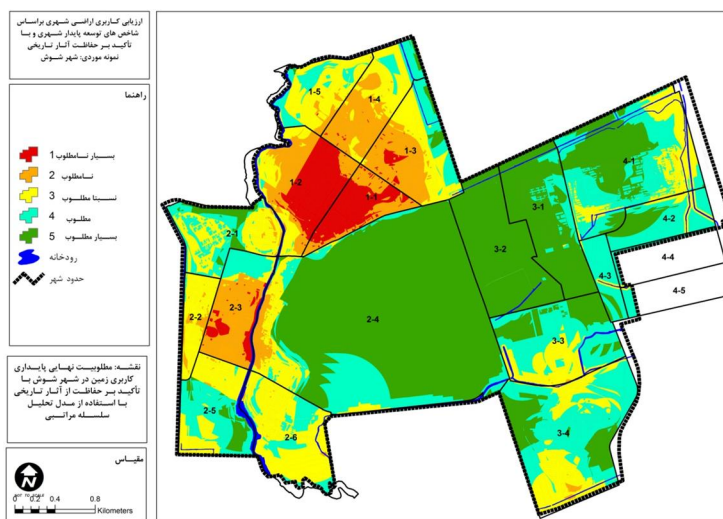 ارزیابی کاربری اراضی شهری براساس
شاخص های توسعه پایدار شهری و با
تأکید بر حفاظت آثار تاریخی
نمونه موردی: شهر شوش
راهنما
1 بسیار نامطلوب
2 نامطلوب
3 نسبتا مطلوب
4 مطلوب
5 بسیار مطلوب
رودخانه
حدود شهر
نقشه: مطلوبیت نهایی پایداری
کاربری زمین در شهر شوش با
تأکید بر حفاظت از آثار تاریخی
با استفاده از مدل تحلیل
سلسله مراتبی
مقیاس
N
NOT TO SCALE
0 0.2 0.4 0.8
Kilometers
1-5
1-4
1-3
1-2
1-1
4-1
3-1
4-2
2-1
3-2
4-3
4-4
4-5
2-3
2-2
2-4
3-3
2-5
2-6
3-4